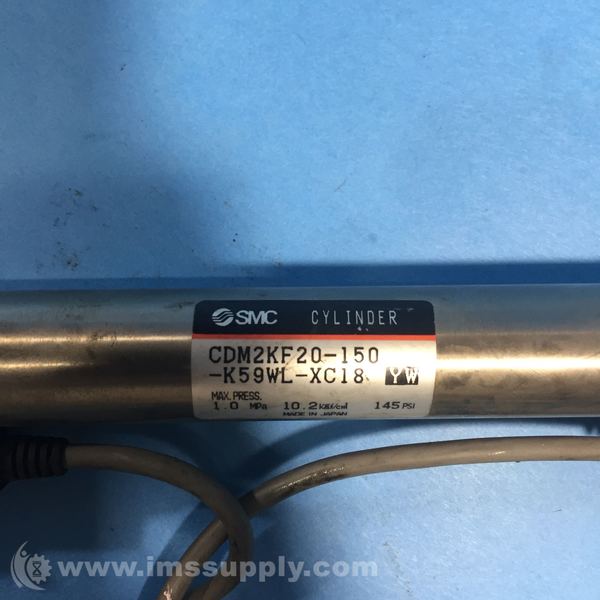 SMC CYLINDER
CDM2KF20-150
-K59WL-XC18 YW
MAX.PRESS.
1.0 MPa 10.2 kgf/cm² 145 PSI
MADE IN JAPAN
www.imssupply.com